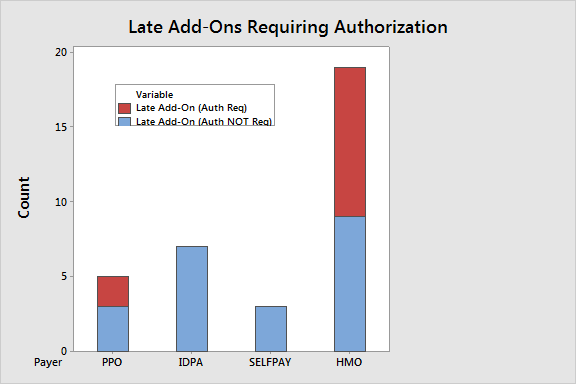 Late Add-Ons Requiring Authorization
20
Variable
Late Add-On (Auth Req)
Late Add-On (Auth NOT Req)
15
Count
10
5
0
Payer PPO IDPA SELFPAY HMO